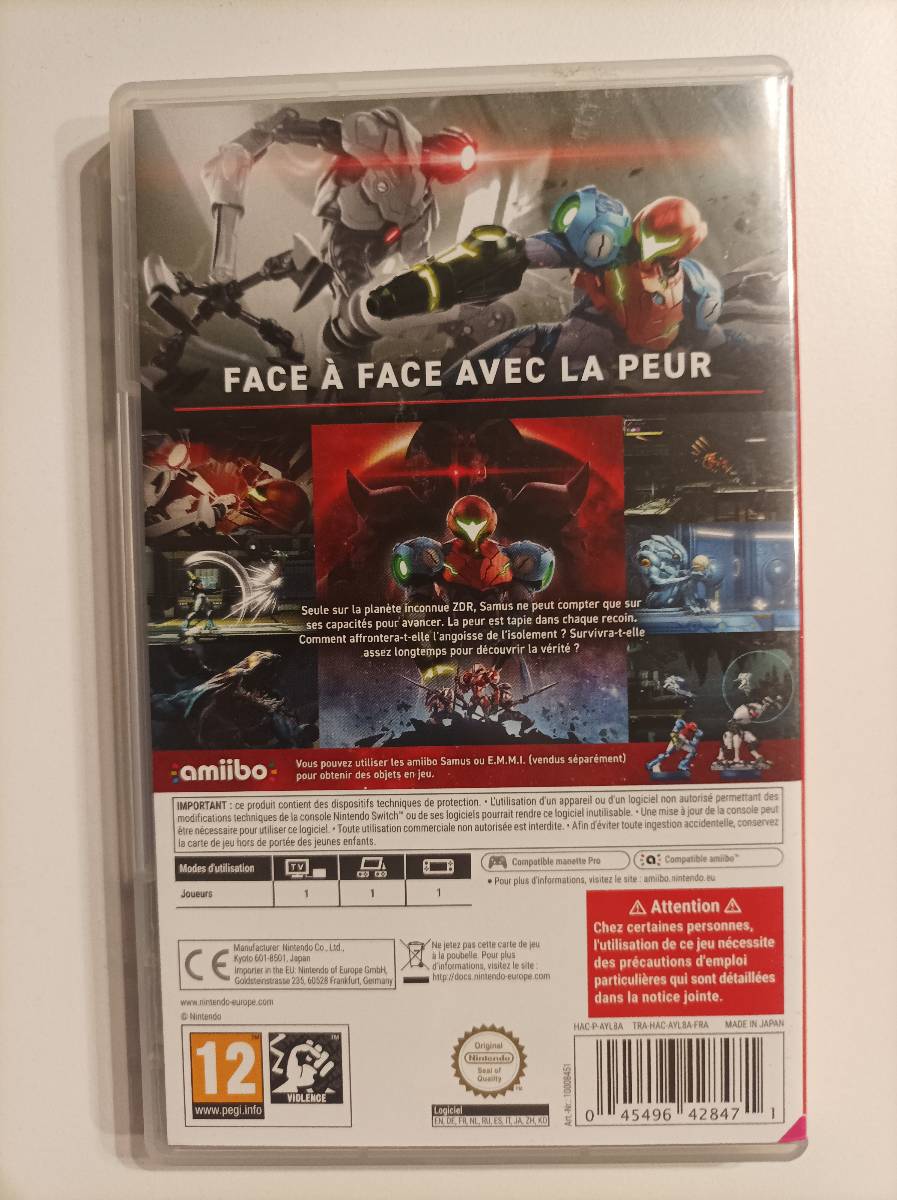 FACE À FACE AVEC LA PEUR
Seule sur la planète inconnue ZDR, Samus ne peut compter que sur
ses capacités pour avancer. La peur est tapie dans chaque recoin.
Comment affrontera-t-elle l'angoisse de l'isolement ? Survivra-t-elle
assez longtemps pour découvrir la vérité ?
amiibo
Vous pouvez utiliser les amiibo Samus ou E.M.M.I. (vendus séparément)
pour obtenir des objets en jeu.
IMPORTANT : ce produit contient des dispositifs techniques de protection. • L'utilisation d'un appareil ou d'un logiciel non autorisé permettant des
modifications techniques de la console Nintendo Switch™ ou de ses logiciels pourrait rendre ce logiciel inutilisable. • Une mise à jour de la console peut
être nécessaire pour utiliser ce logiciel. • Toute utilisation commerciale non autorisée est interdite. • Afin d'éviter toute ingestion accidentelle, conservez
la carte de jeu hors de portée des jeunes enfants.
Modes d'utilisation
TV
Joueurs 1 1 1
Compatible manette Pro
a Compatible amiibo™
• Pour plus d'informations, visitez le site : amiibo.nintendo.eu
⚠ Attention ⚠
Chez certaines personnes,
l'utilisation de ce jeu nécessite
des précautions d'emploi
particulières qui sont détaillées
dans la notice jointe.
CE
Manufacturer: Nintendo Co., Ltd.,
Kyoto 601-8501, Japan
Importer in the EU: Nintendo of Europe GmbH,
Goldsteinstrasse 235, 60528 Frankfurt, Germany
Ne jetez pas cette carte de jeu
à la poubelle. Pour plus
d'informations, visitez le site :
http://docs.nintendo-europe.com
www.nintendo-europe.com
© Nintendo
12
www.pegi.info
VIOLENCE
™
Original
Nintendo
Seal of
Quality
™
Logiciel
EN, DE, FR, NL, RU, ES, IT, JA, ZH, KO
HAC-P-AYL8A TRA-HAC-AYL8A-FRA MADE IN JAPAN
Art.-Nr.: 10008451
0 45496 42847 1